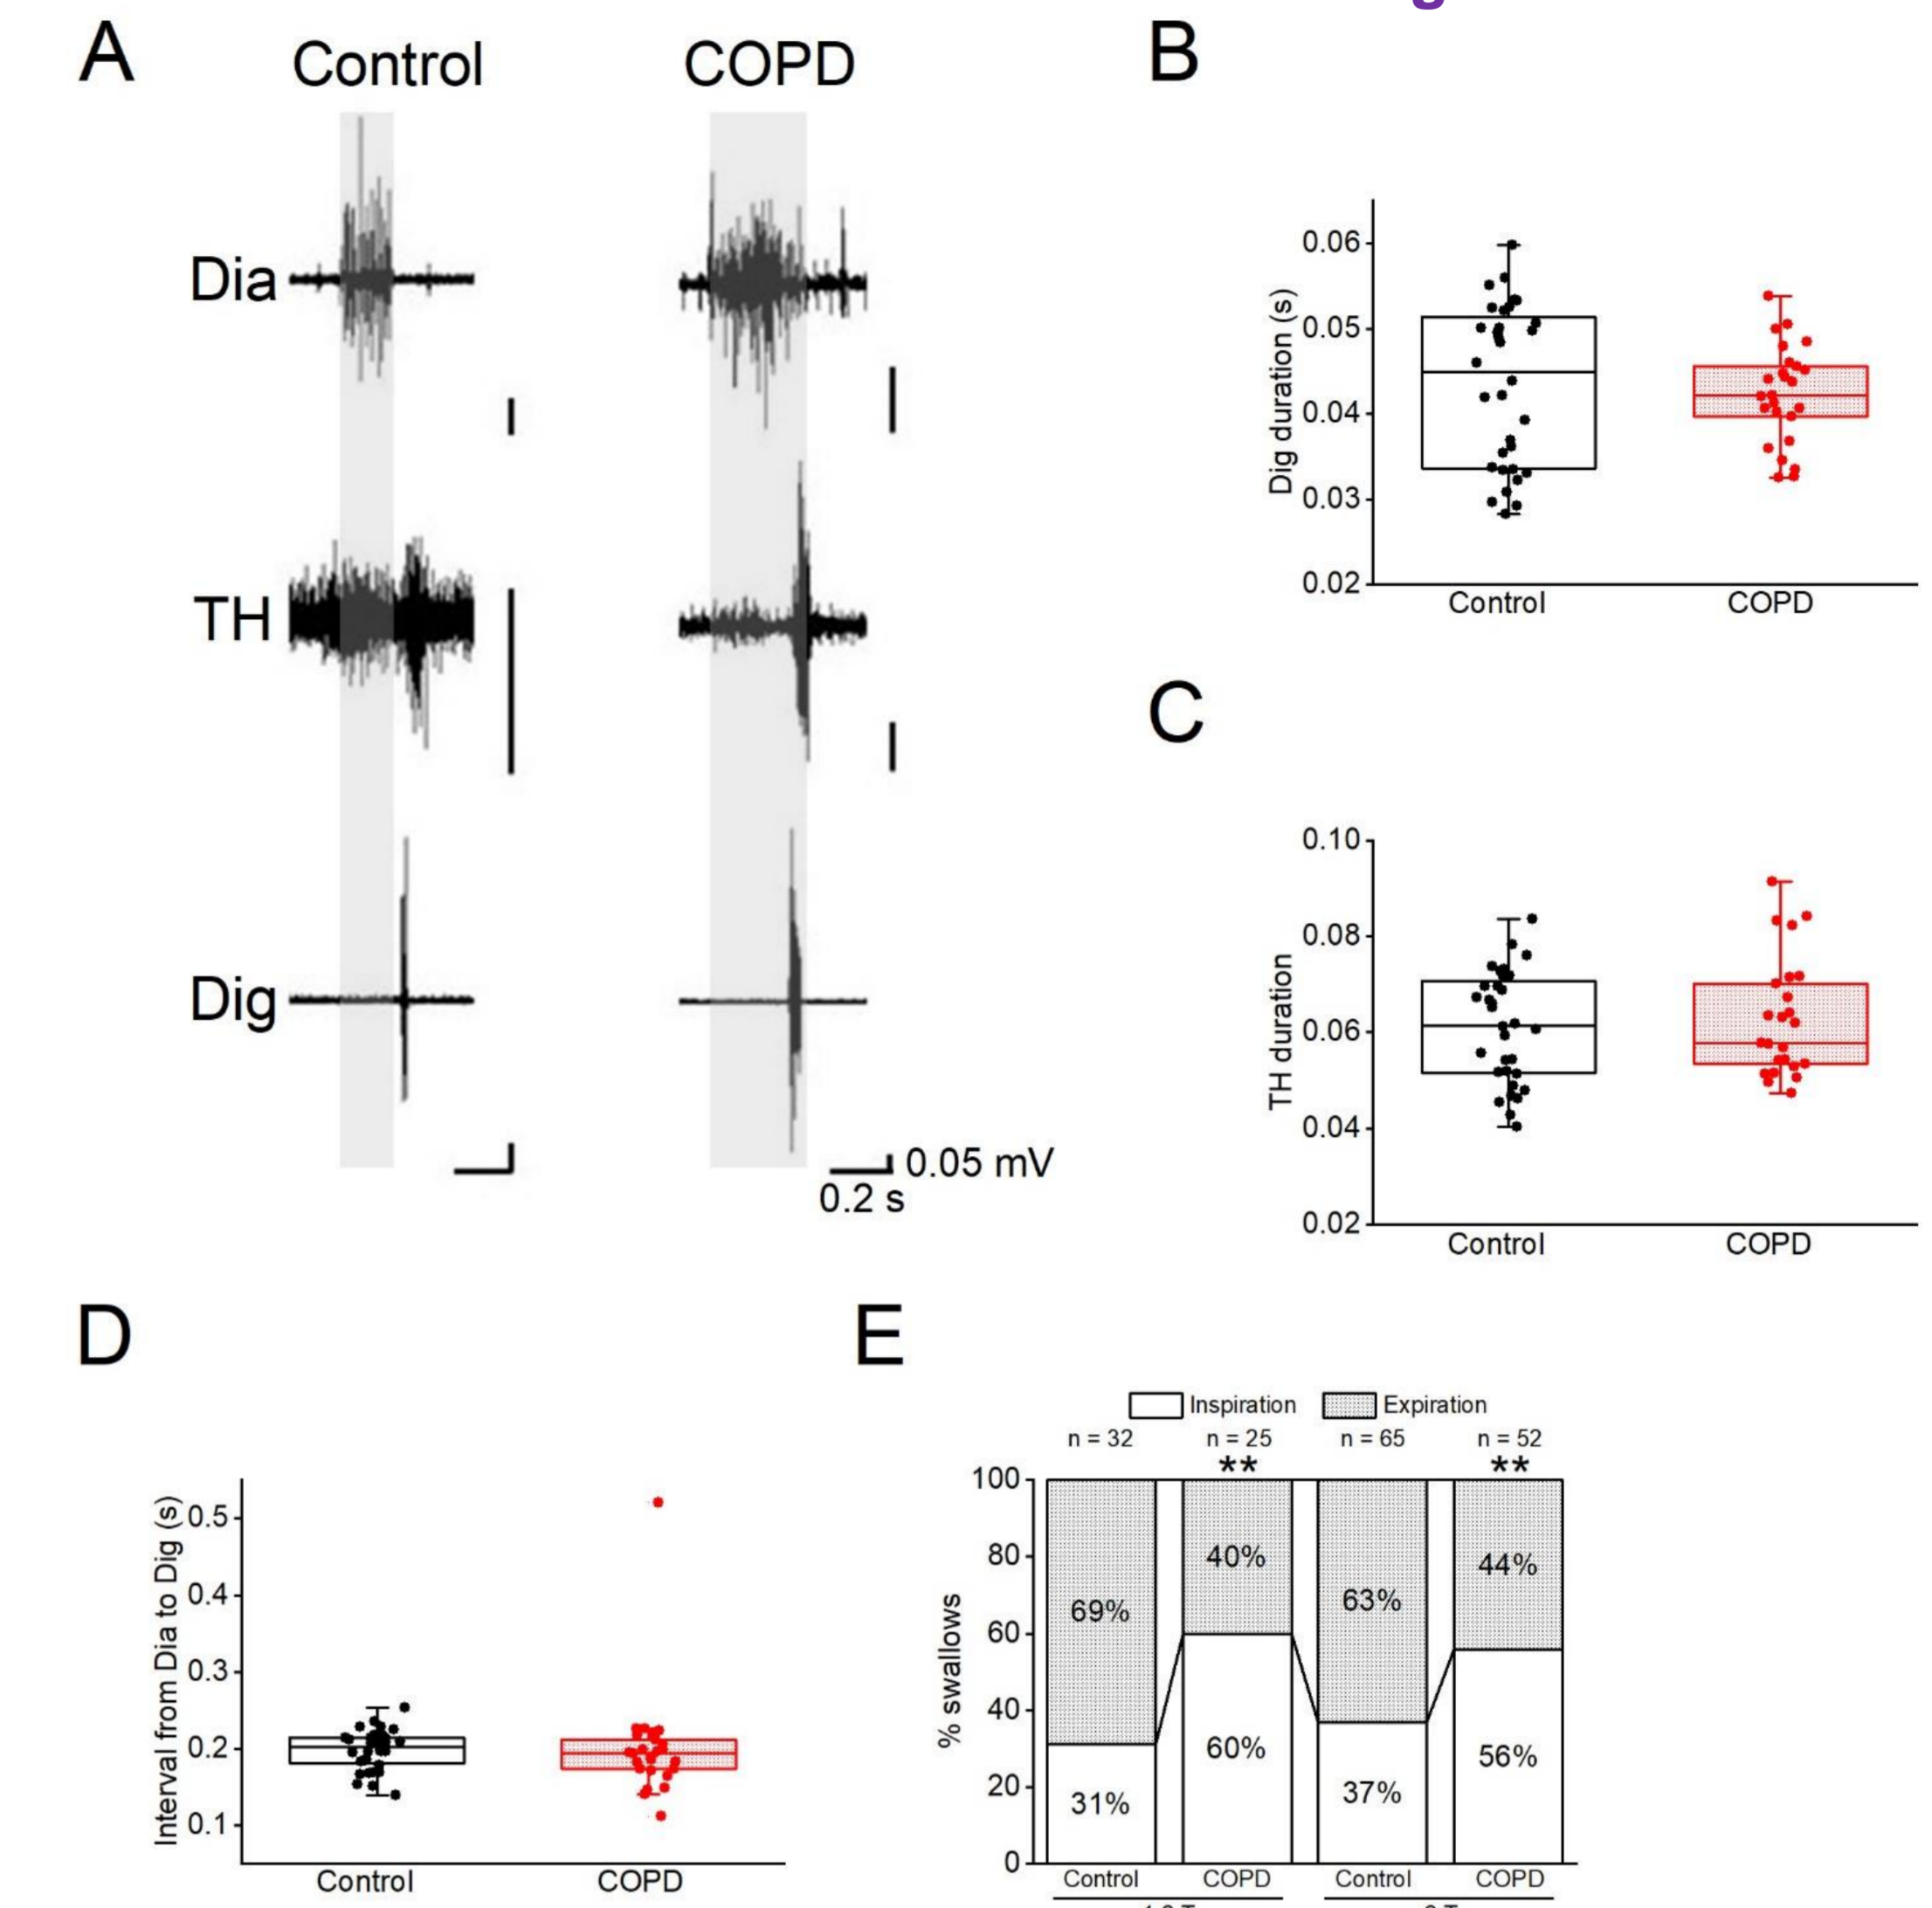 A
Control
COPD
Dia
TH
Dig
0.05 mV
0.2 s
B
Dig duration (s)
0.06
0.05
0.04
0.03
0.02
Control
COPD
C
TH duration
0.10
0.08
0.06
0.04
0.02
Control
COPD
D
Interval from Dia to Dig (s)
0.5
0.4
0.3
0.2
0.1
Control
COPD
E
Inspiration
Expiration
n = 32
n = 25
n = 65
n = 52
**
**
% swallows
100
80
60
40
20
0
69%
40%
63%
44%
31%
60%
37%
56%
Control
COPD
Control
COPD